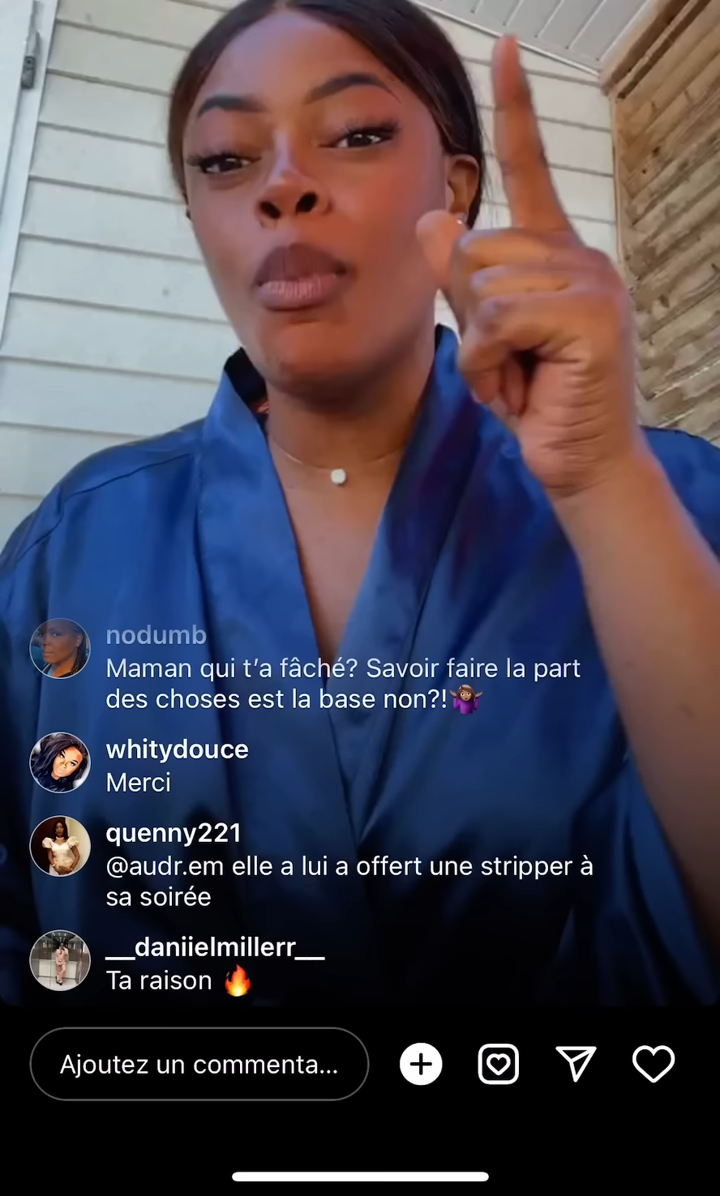 nodumb
Maman qui t’a fâché? Savoir faire la part
des choses est la base non?!🤷🏾‍♀️
whitydouce
Merci
quenny221
@audr.em elle a lui a offert une stripper à
sa soirée
__daniielmillerr__
Ta raison 🔥
Ajoutez un commenta...